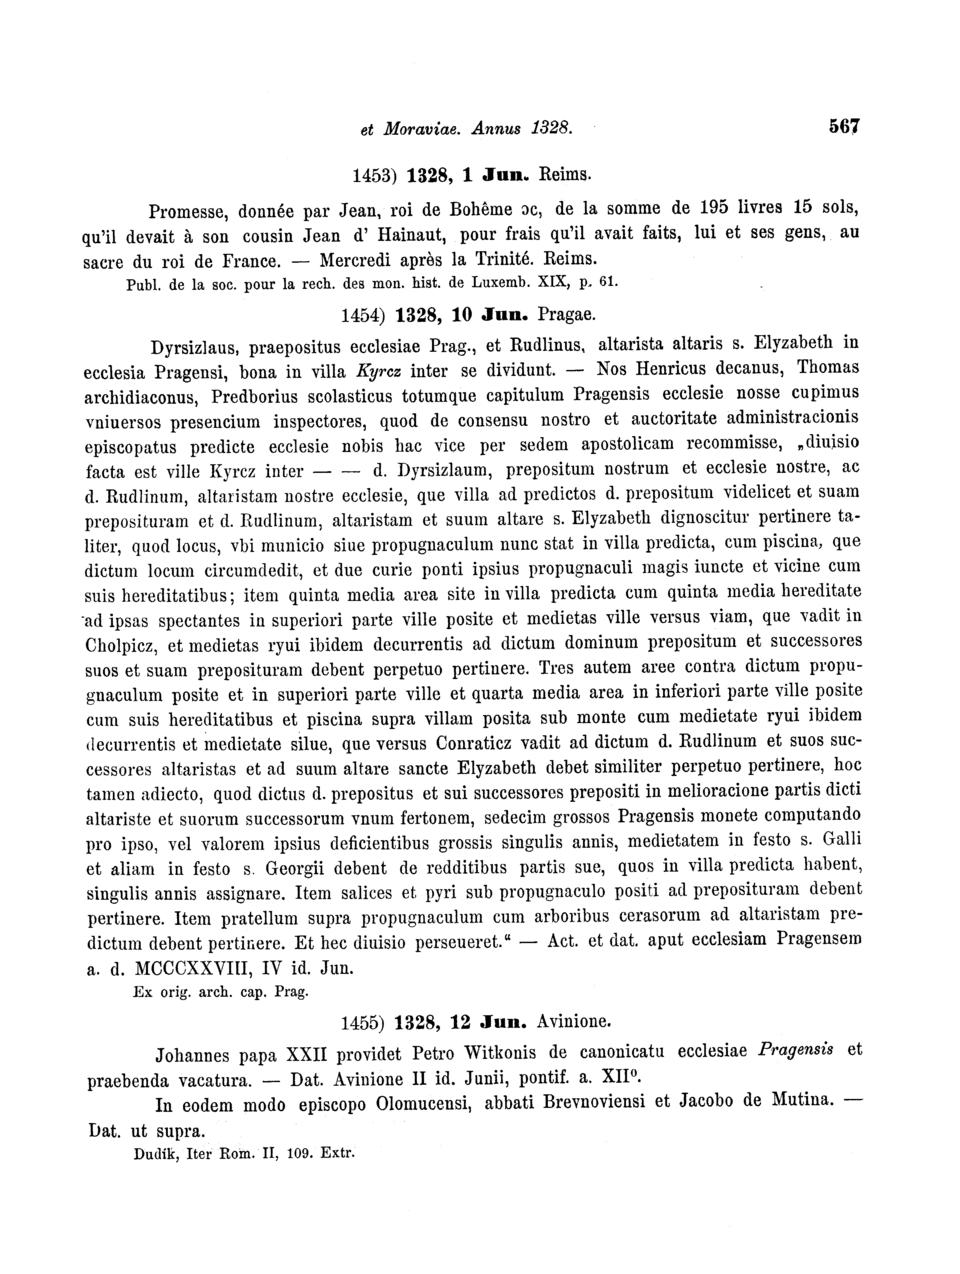 et Moraviae. Annus 1328. 567
1453) 1328, 1 Jun. Reims.
Promesse, donnée par Jean, roi de Bohême ɔc, de la somme de 195 livres 15 sols,
qu'il devait à son cousin Jean d' Hainaut, pour frais qu'il avait faits, lui et ses gens, au
sacre du roi de France. — Mercredi après la Trinité. Reims.
Publ. de la soc. pour la rech. des mon. hist. de Luxemb. XIX, p. 61.
1454) 1328, 10 Jun. Pragae.
Dyrsizlaus, praepositus ecclesiae Prag., et Rudlinus, altarista altaris s. Elyzabeth in
ecclesia Pragensi, bona in villa Kyrcz inter se dividunt. — Nos Henricus decanus, Thomas
archidiaconus, Predborius scolasticus totumque capitulum Pragensis ecclesie nosse cupimus
vniuersos presencium inspectores, quod de consensu nostro et auctoritate administracionis
episcopatus predicte ecclesie nobis hac vice per sedem apostolicam recommisse, „diuisio
facta est ville Kyrcz inter — — d. Dyrsizlaum, prepositum nostrum et ecclesie nostre, ac
d. Rudlinum, altaristam nostre ecclesie, que villa ad predictos d. prepositum videlicet et suam
preposituram et d. Rudlinum, altaristam et suum altare s. Elyzabeth dignoscitur pertinere ta-
liter, quod locus, vbi municio siue propugnaculum nunc stat in villa predicta, cum piscina, que
dictum locum circumdedit, et due curie ponti ipsius propugnaculi magis iuncte et vicine cum
suis hereditatibus; item quinta media area site in villa predicta cum quinta media hereditate
ad ipsas spectantes in superiori parte ville posite et medietas ville versus viam, que vadit in
Cholpicz, et medietas ryui ibidem decurrentis ad dictum dominum prepositum et successores
suos et suam preposituram debent perpetuo pertinere. Tres autem aree contra dictum propu-
gnaculum posite et in superiori parte ville et quarta media area in inferiori parte ville posite
cum suis hereditatibus et piscina supra villam posita sub monte cum medietate ryui ibidem
decurrentis et medietate silue, que versus Conraticz vadit ad dictum d. Rudlinum et suos suc-
cessores altaristas et ad suum altare sancte Elyzabeth debet similiter perpetuo pertinere, hoc
tamen adiecto, quod dictus d. prepositus et sui successores prepositi in melioracione partis dicti
altariste et suorum successorum vnum fertonem, sedecim grossos Pragensis monete computando
pro ipso, vel valorem ipsius deficientibus grossis singulis annis, medietatem in festo s. Galli
et aliam in festo s. Georgii debent de redditibus partis sue, quos in villa predicta habent,
singulis annis assignare. Item salices et pyri sub propugnaculo positi ad preposituram debent
pertinere. Item pratellum supra propugnaculum cum arboribus cerasorum ad altaristam pre-
dictum debent pertinere. Et hec diuisio perseueret.“ — Act. et dat. aput ecclesiam Pragensem
a. d. MCCCXXVIII, IV id. Jun.
Ex orig. arch. cap. Prag.
1455) 1328, 12 Jun. Avinione.
Johannes papa XXII providet Petro Witkonis de canonicatu ecclesiae Pragensis et
praebenda vacatura. — Dat. Avinione II id. Junii, pontif. a. XIIº.
In eodem modo episcopo Olomucensi, abbati Brevnoviensi et Jacobo de Mutina. —
Dat. ut supra.
Dudík, Iter Rom. II, 109. Extr.